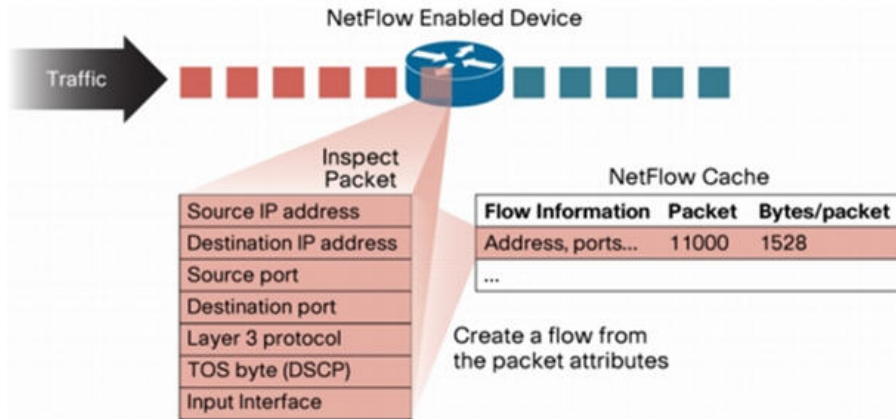 NetFlow Enabled Device
Traffic
Inspect
Packet
Source IP address
Destination IP address
Source port
Destination port
Layer 3 protocol
TOS byte (DSCP)
Input Interface
NetFlow Cache
Flow Information Packet Bytes/packet
Address, ports... 11000 1528
...
Create a flow from
the packet attributes